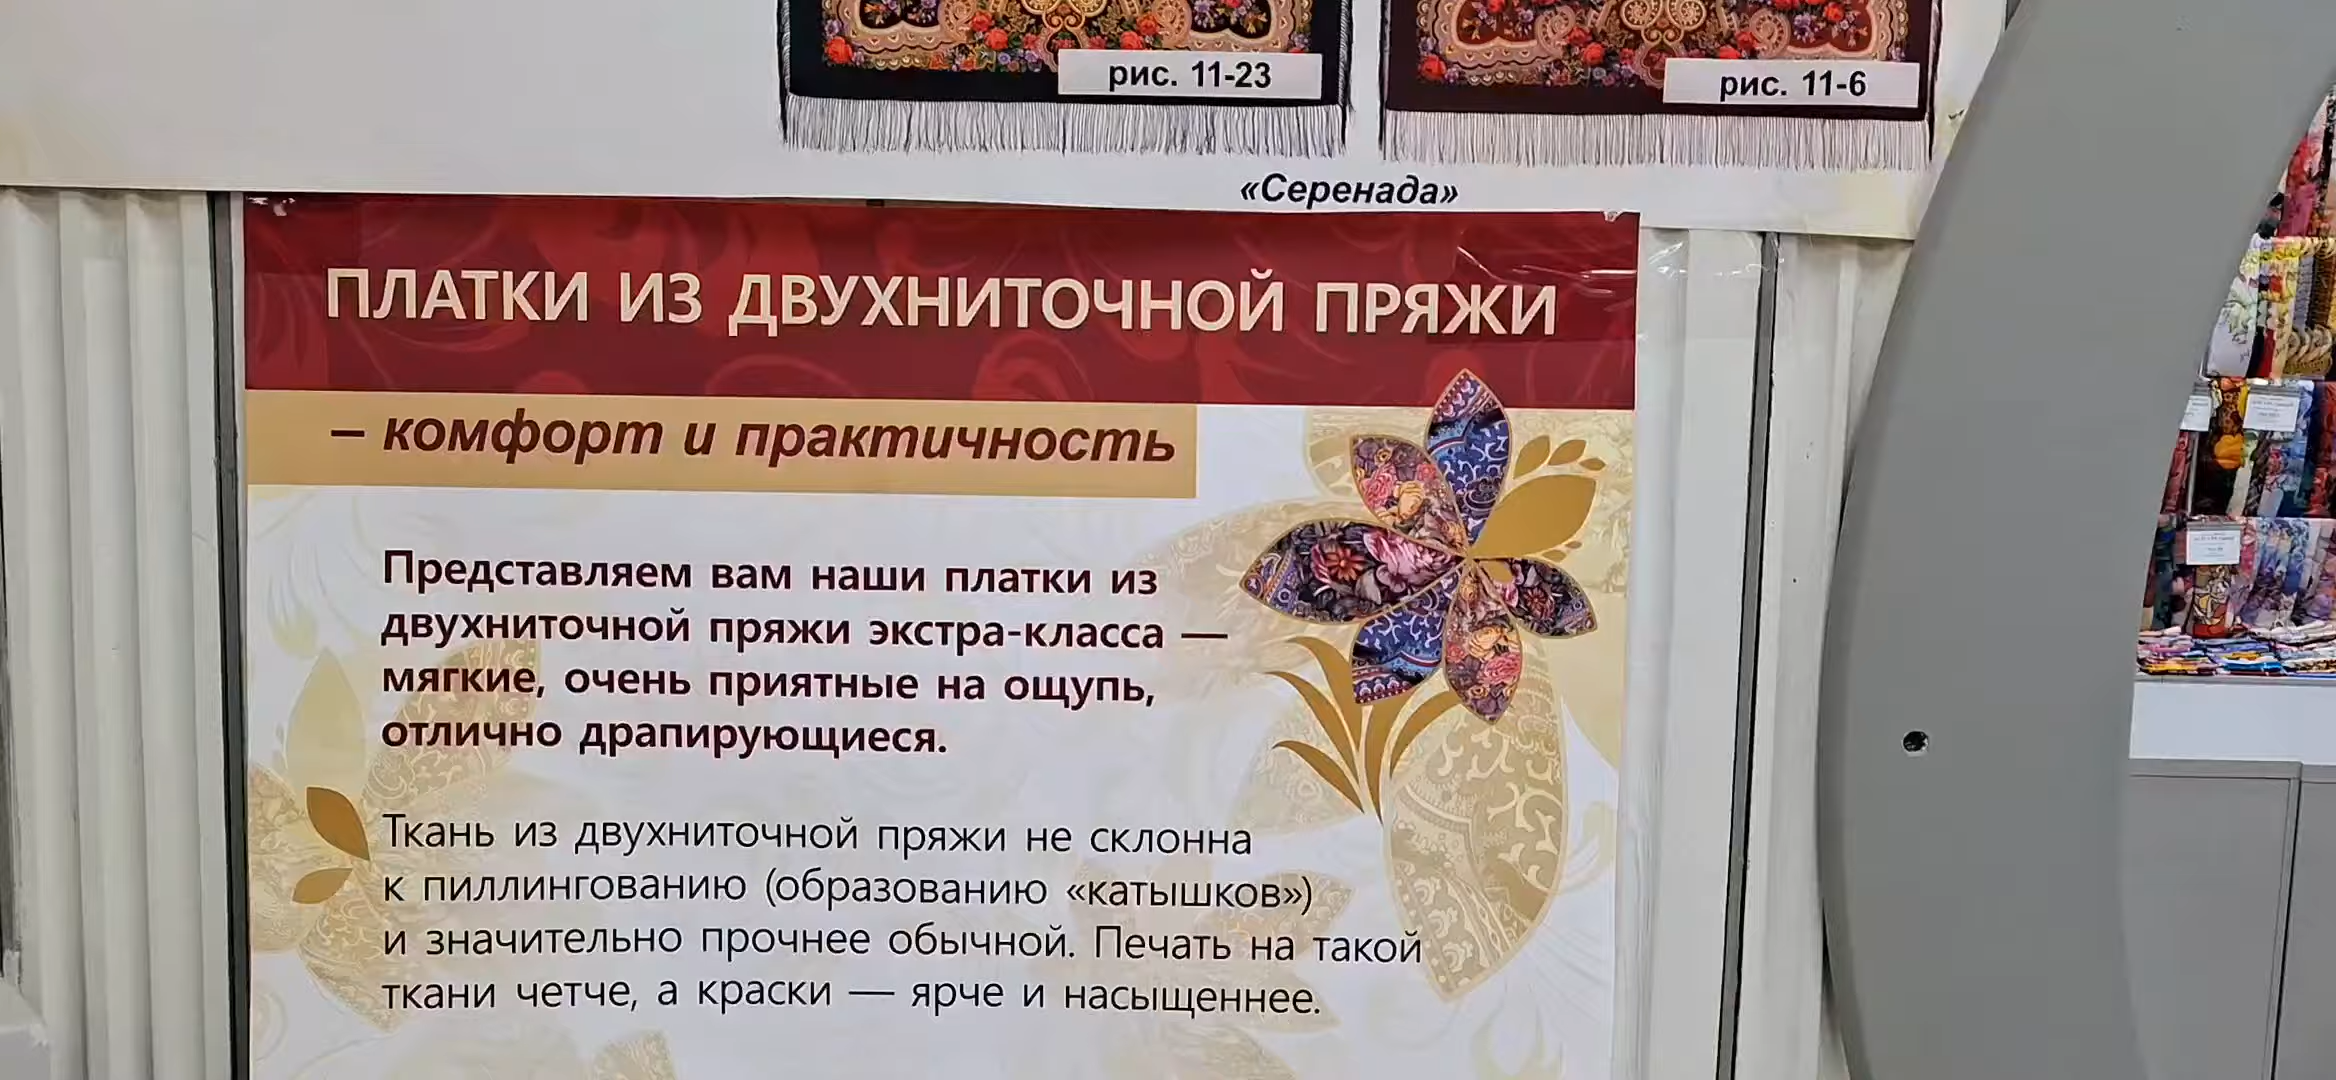 рис. 11-23
рис. 11-6
«Серенада»
ПЛАТКИ ИЗ ДВУХНИТОЧНОЙ ПРЯЖИ
– комфорт и практичность
Представляем вам наши платки из
двухниточной пряжи экстра-класса —
мягкие, очень приятные на ощупь,
отлично драпирующиеся.
Ткань из двухниточной пряжи не склонна
к пиллингованию (образованию «катышков»)
и значительно прочнее обычной. Печать на такой
ткани четче, а краски — ярче и насыщеннее.